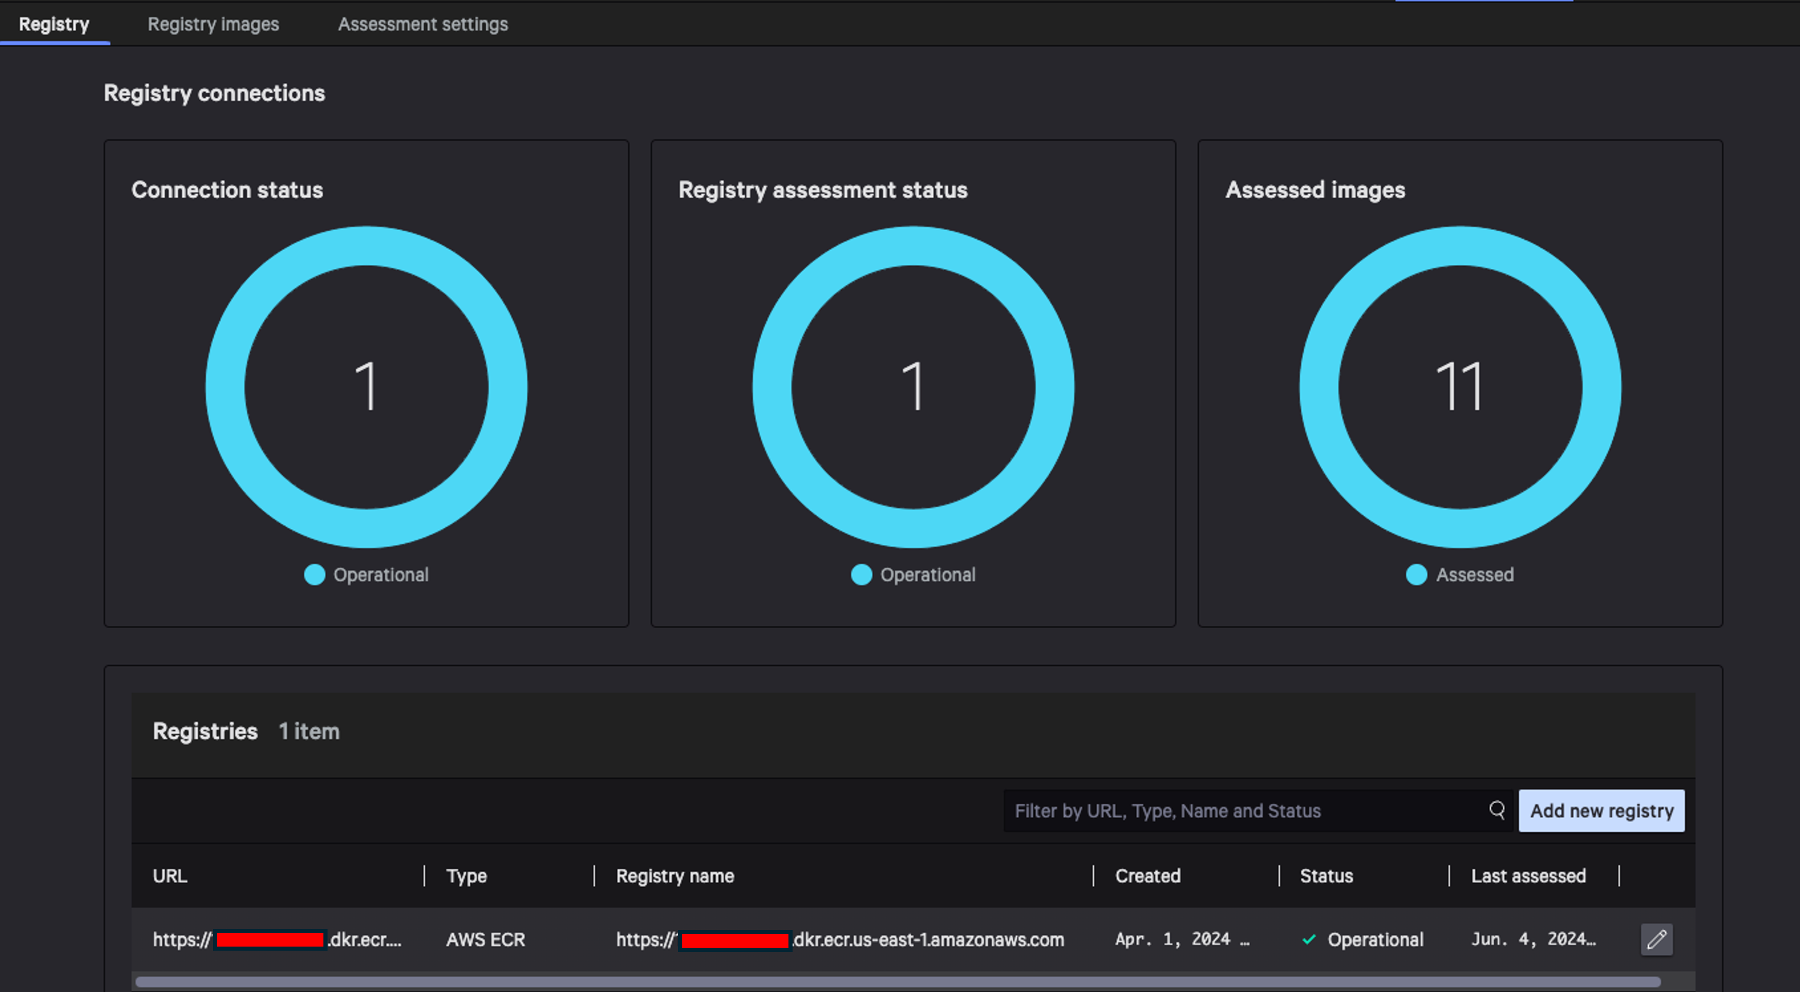 Registry Registry images Assessment settings
Registry connections
Connection status
1
Operational
Registry assessment status
1
Operational
Assessed images
11
Assessed
Registries 1 item
Filter by URL, Type, Name and Status Add new registry
URL Type Registry name Created Status Last assessed
https:// .dkr.ecr.... AWS ECR https:// .dkr.ecr.us-east-1.amazonaws.com Apr. 1, 2024 … Operational Jun. 4, 2024…